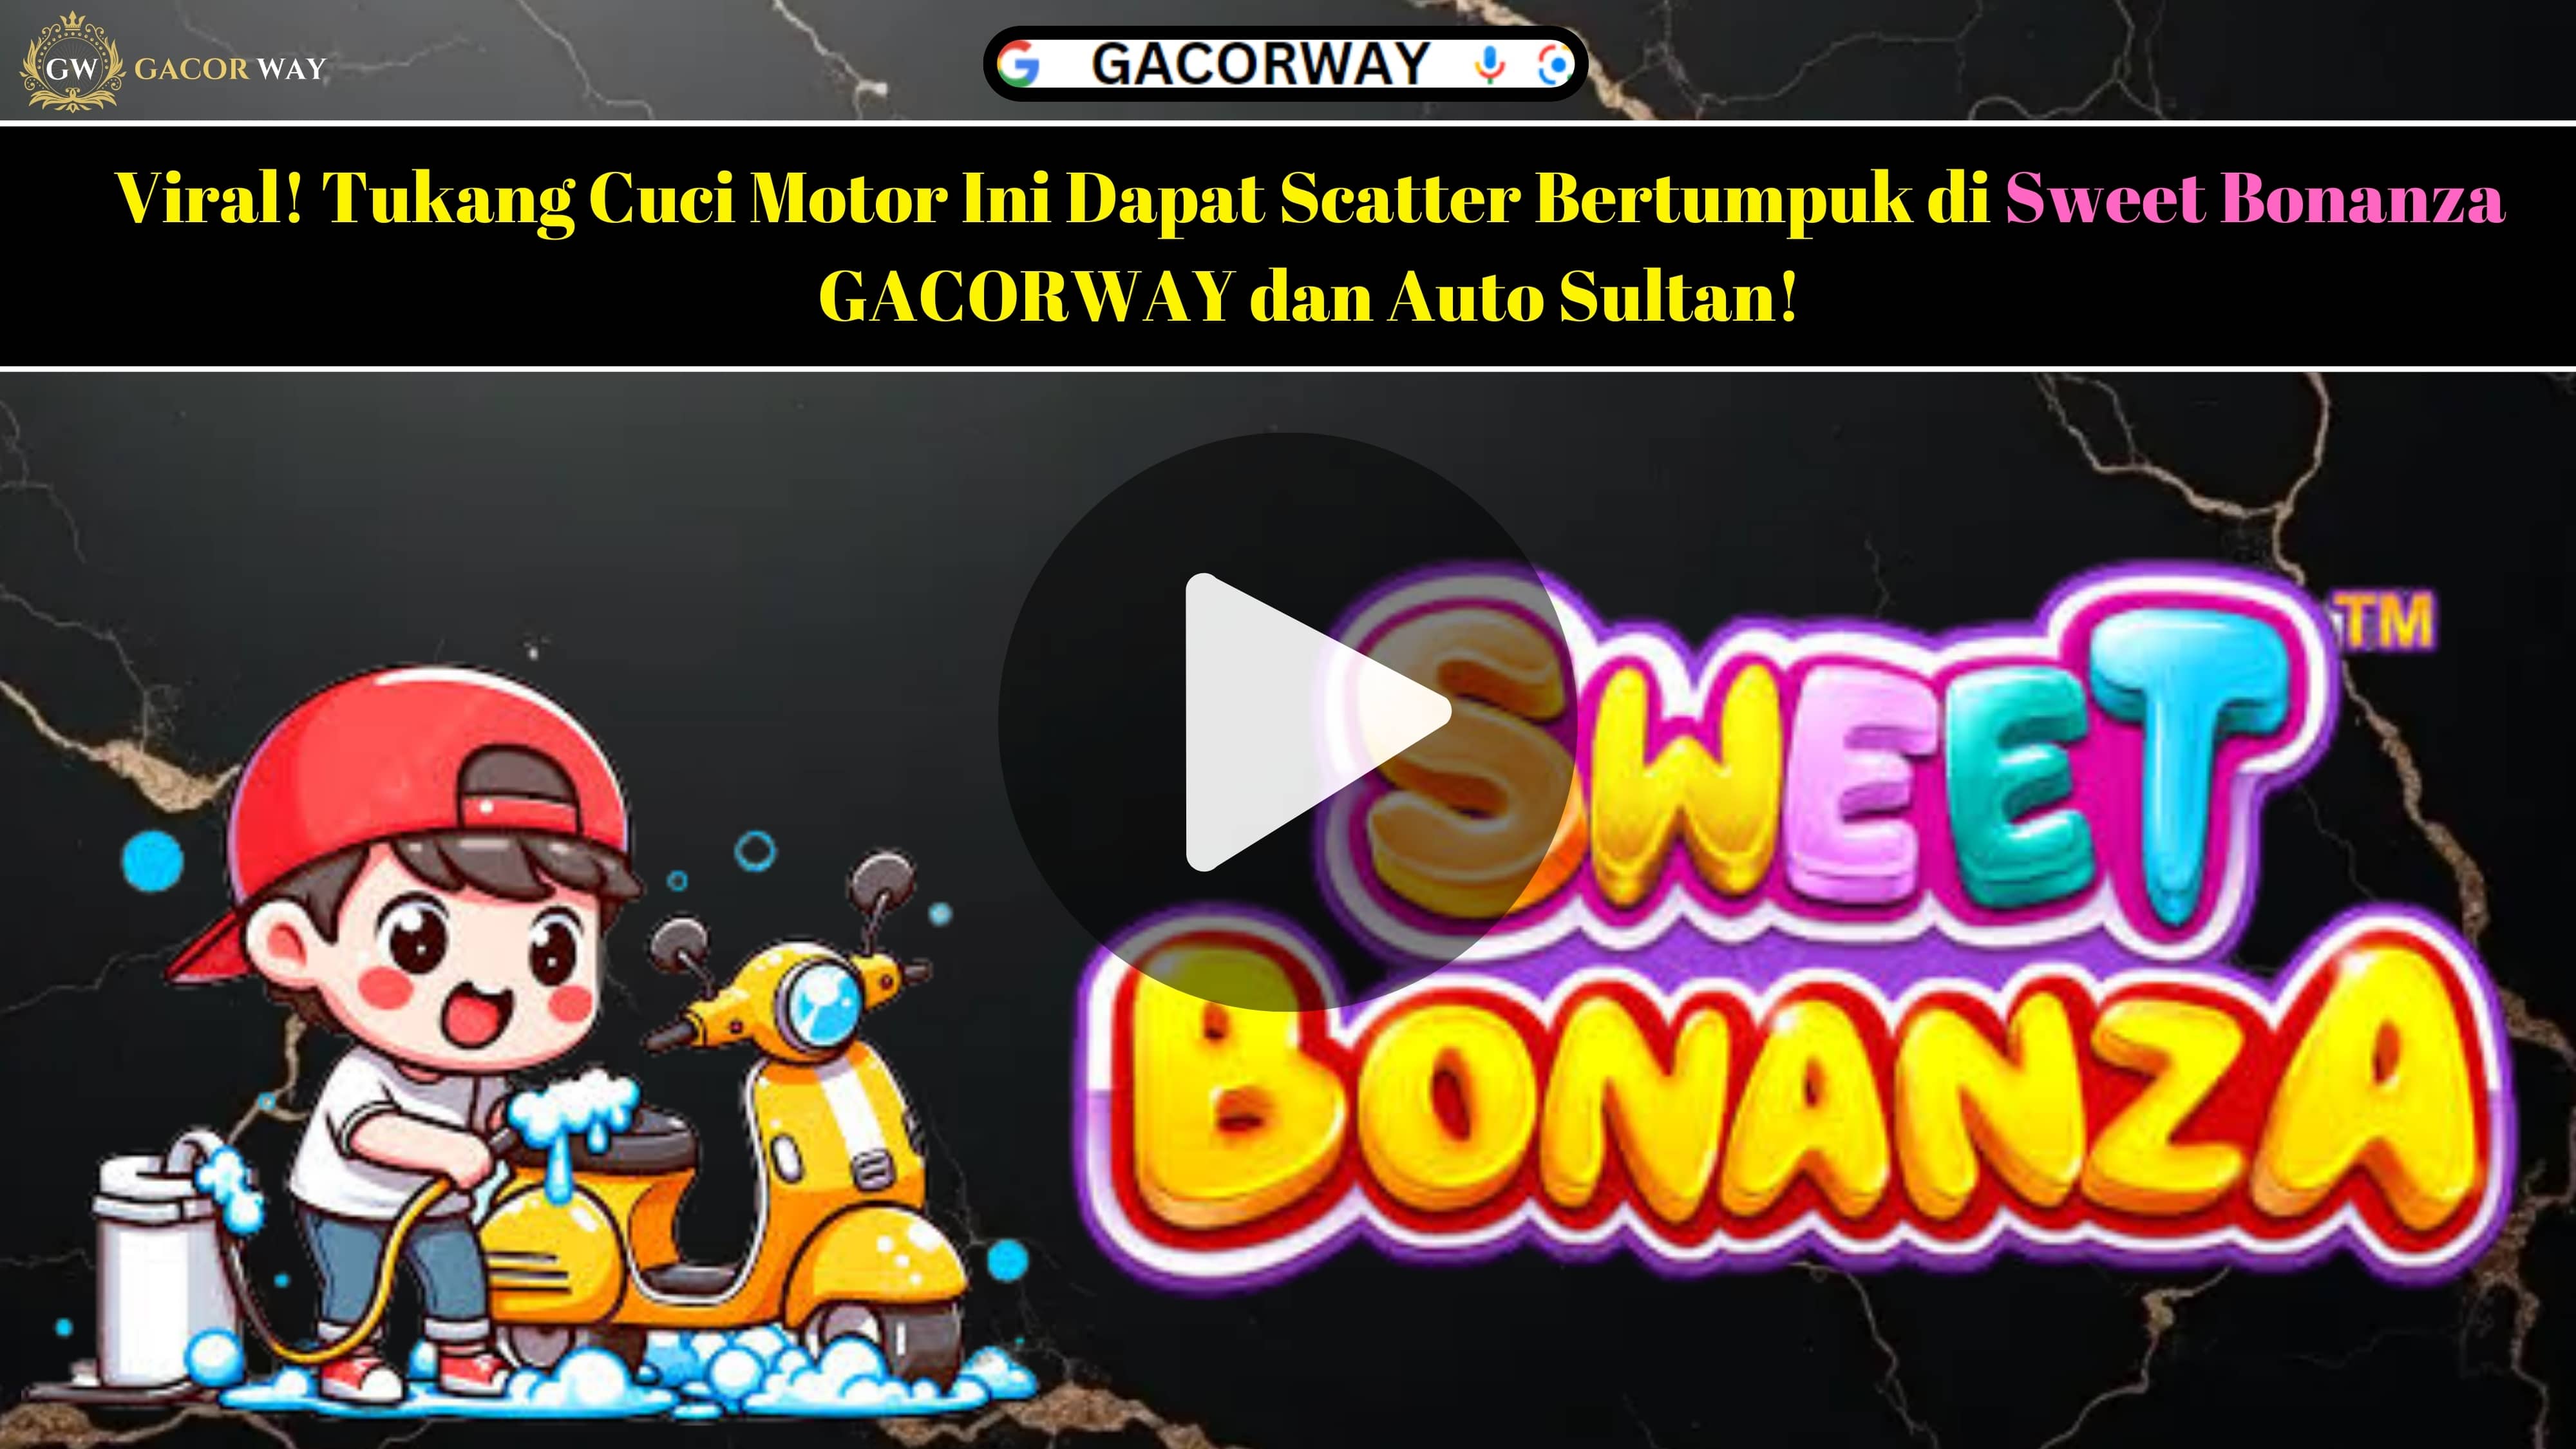 GW GACOR WAY
GACORWAY
Viral! Tukang Cuci Motor Ini Dapat Scatter Bertumpuk di Sweet Bonanza
GACORWAY dan Auto Sultan!
SWEET TM
BONANZA